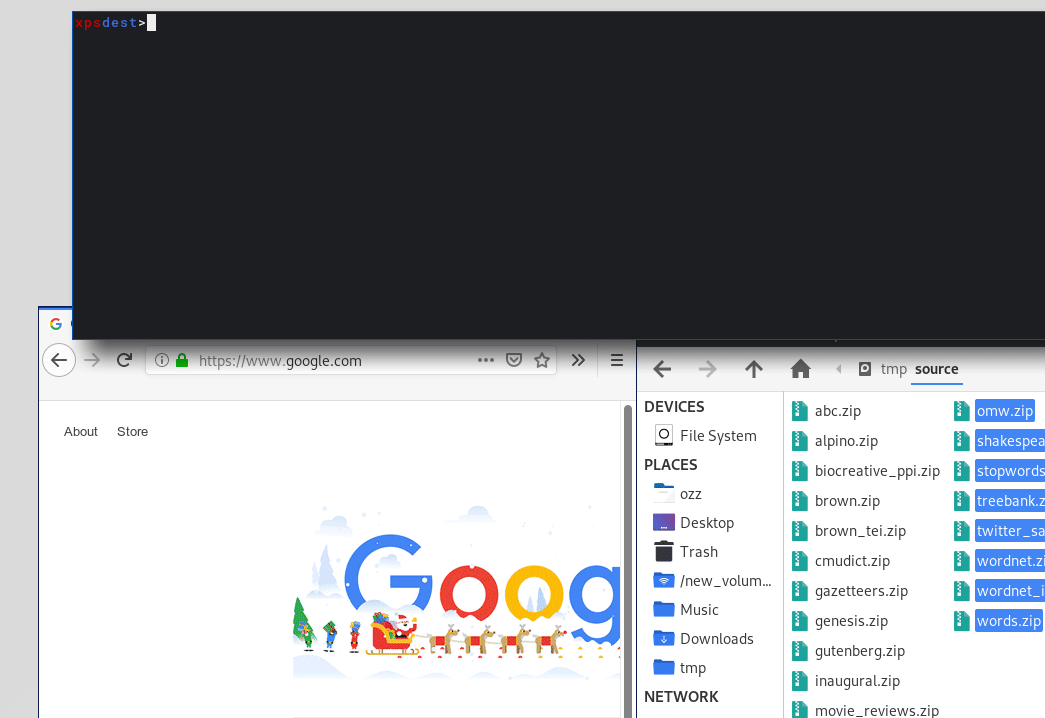 xpsdest>
https://www.google.com
About Store
Google
tmp source
DEVICES
File System
PLACES
ozz
Desktop
Trash
/new_volum...
Music
Downloads
tmp
NETWORK
abc.zip
alpino.zip
biocreative_ppi.zip
brown.zip
brown_tei.zip
cmudict.zip
gazetteers.zip
genesis.zip
gutenberg.zip
inaugural.zip
movie_reviews.zip
omw.zip
shakespea
stopwords
treebank.z
twitter_sa
wordnet.zi
wordnet_i
words.zip